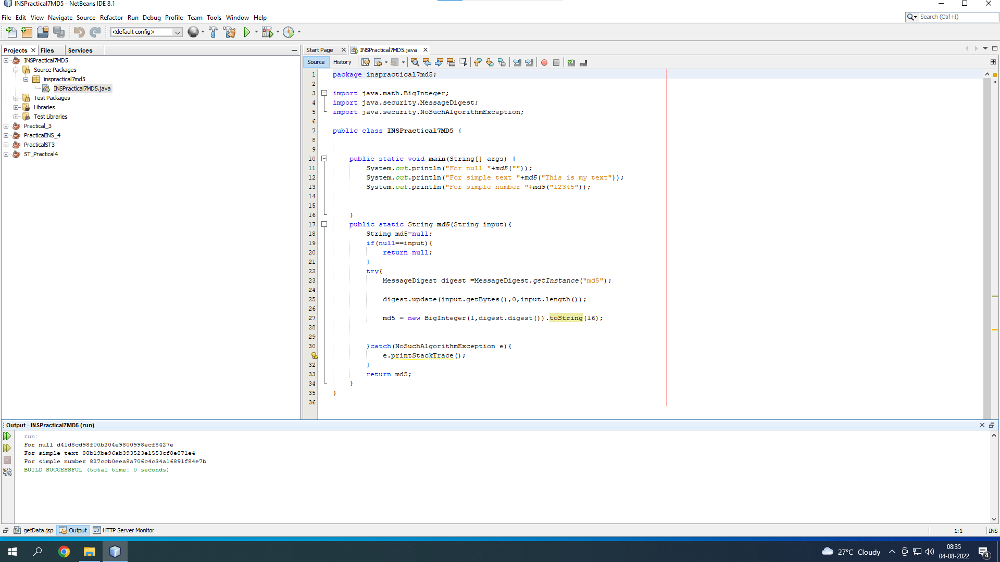 INSPractical7MD5 - NetBeans IDE 8.1
File Edit View Navigate Source Refactor Run Debug Profile Team Tools Window Help
Search (Ctrl+I)
<default config>
Projects Files Services
INSPractical7MD5
Source Packages
inspractical7md5
INSPractical7MD5.java
Test Packages
Libraries
Test Libraries
Practical_3
PracticalINS_4
PracticalST3
ST_Practical4
Start Page INSPractical7MD5.java
Source History
1 package inspractical7md5;
2
3 import java.math.BigInteger;
4 import java.security.MessageDigest;
5 import java.security.NoSuchAlgorithmException;
6
7 public class INSPractical7MD5 {
8
9
10 public static void main(String[] args) {
11 System.out.println("For null "+md5(""));
12 System.out.println("For simple text "+md5("This is my text"));
13 System.out.println("For simple number "+md5("12345"));
14
15
16 }
17 public static String md5(String input){
18 String md5=null;
19 if(null==input){
20 return null;
21 }
22 try{
23 MessageDigest digest =MessageDigest.getInstance("md5");
24
25 digest.update(input.getBytes(),0,input.length());
26
27 md5 = new BigInteger(1,digest.digest()).toString(16);
28
29
30 }catch(NoSuchAlgorithmException e){
e.printStackTrace();
32 }
33 return md5;
34 }
35 }
36
Output - INSPractical7MD5 (run)
run:
For null d41d8cd98f00b204e9800998ecf8427e
For simple text 88b19be96ab393523e1553cf8e871e4
For simple number 827ccb0eea8a706c4c34a16891f84e7b
BUILD SUCCESSFUL (total time: 0 seconds)
getData.jsp Output HTTP Server Monitor
1:1 INS
27°C Cloudy
08:35
04-08-2022
4